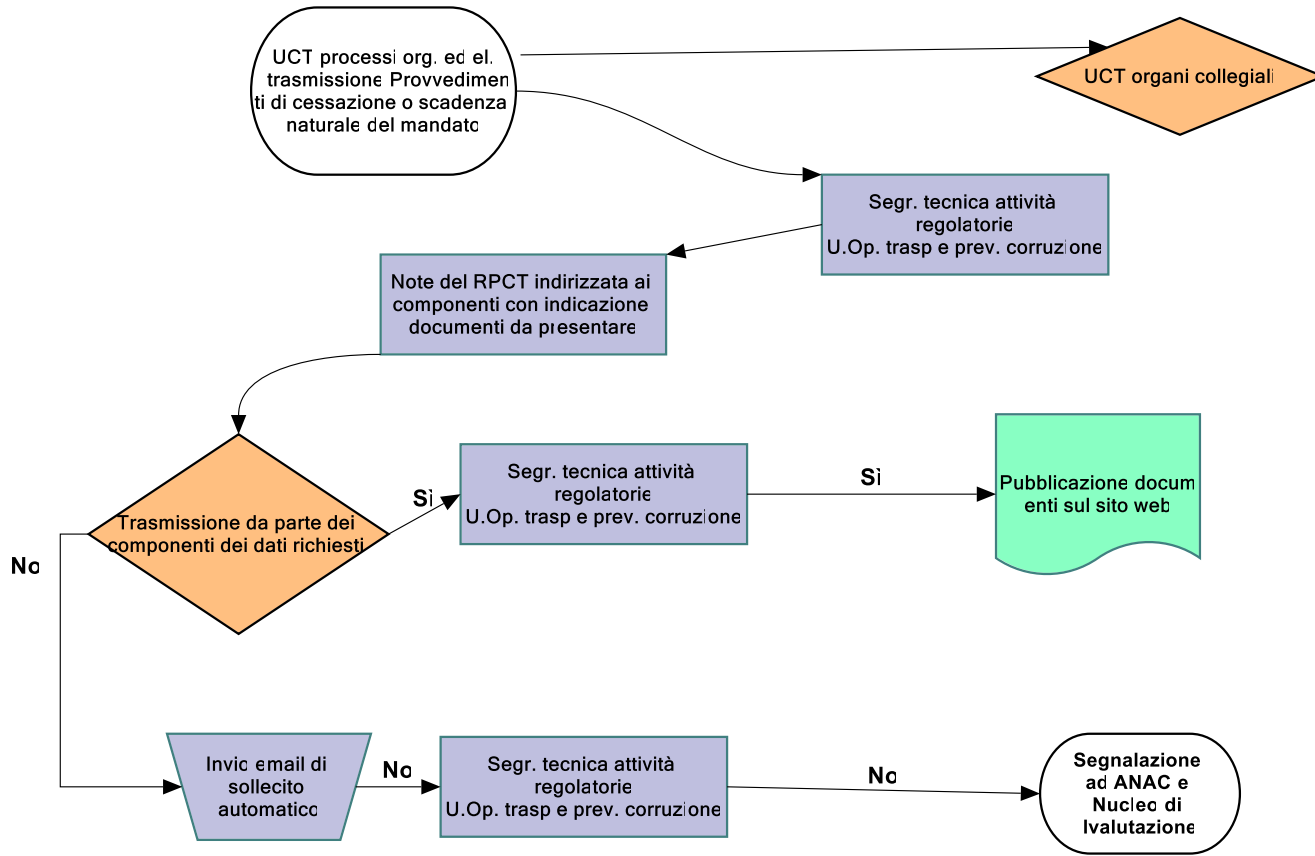 UCT processi org. ed el.
trasmissione Provvedimen
ti di cessazione o scadenza
naturale del mandato
UCT organi collegiali
Segr. tecnica attività
regolatorie
U.Op. trasp e prev. corruzione
Note del RPCT indirizzata ai
componenti con indicazione
documenti da presentare
Trasmissione da parte dei
componenti dei dati richiesti
Sì
Segr. tecnica attività
regolatorie
U.Op. trasp e prev. corruzione
Sì
Pubblicazione docum
enti sul sito web
No
Invio email di
sollecito
automatico
No
Segr. tecnica attività
regolatorie
U.Op. trasp e prev. corruzione
No
Segnalazione
ad ANAC e
Nucleo di
Ivalutazione